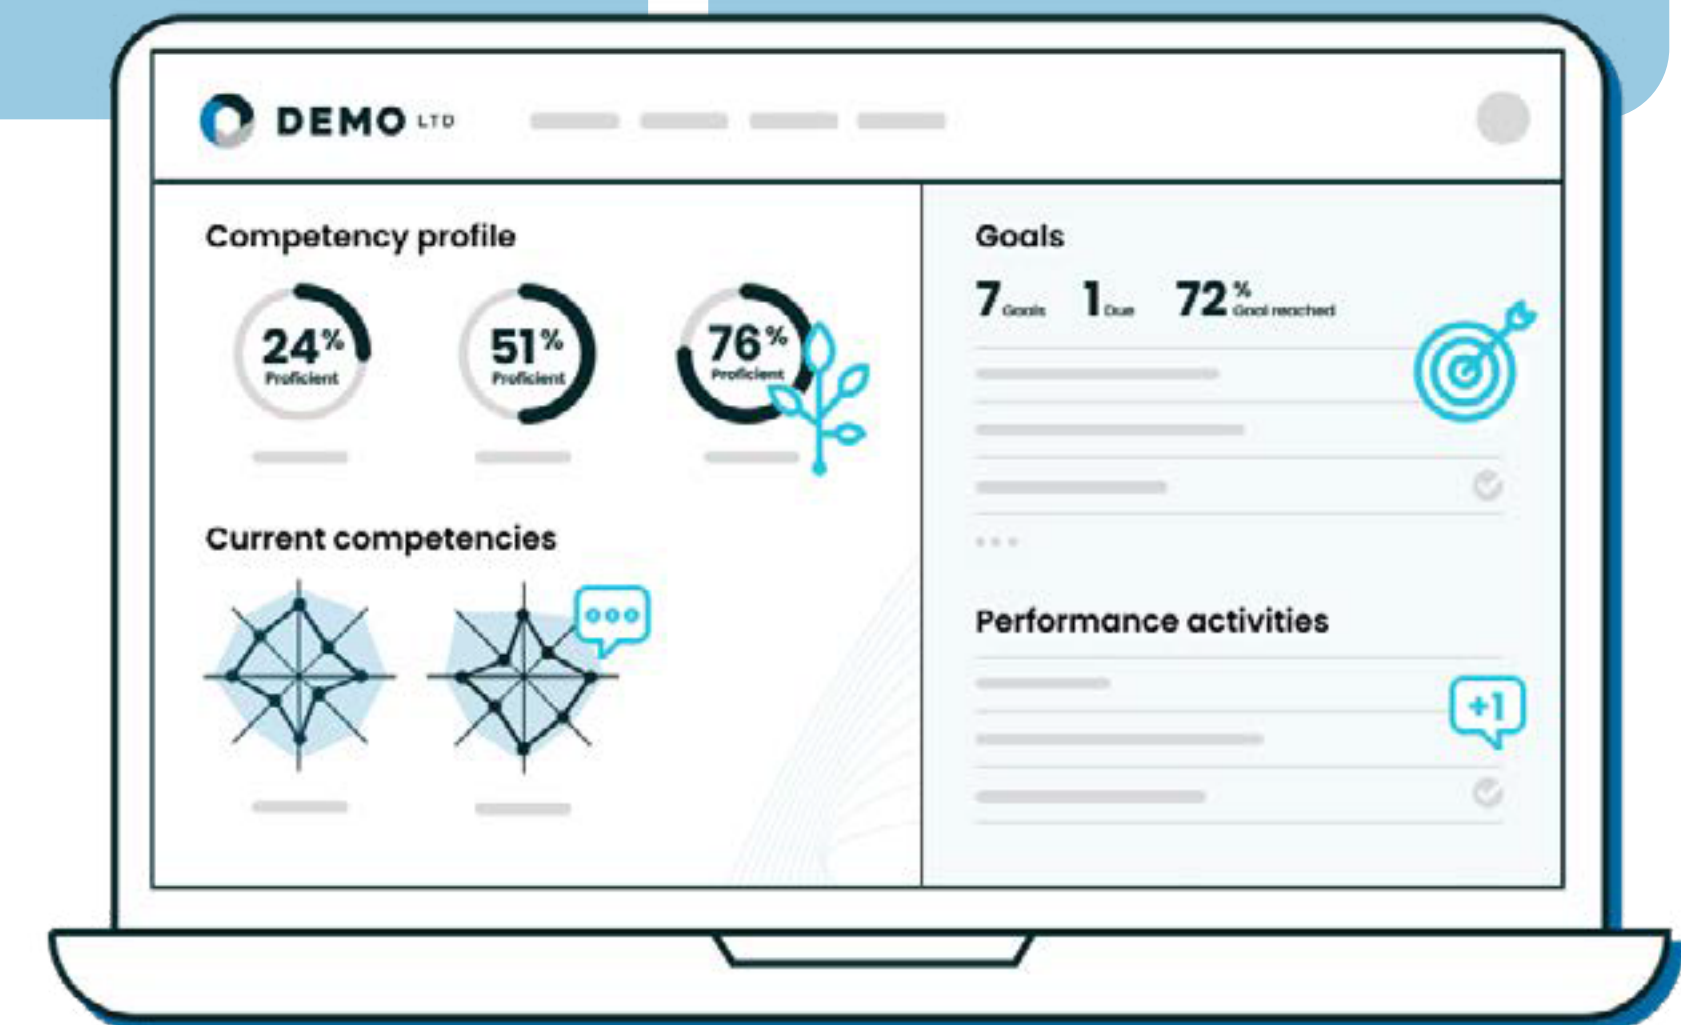 DEMO LTD
Competency profile
24% Proficient
51% Proficient
76% Proficient
Current competencies
Goals
7 Goals 1 Due 72% Goal reached
Performance activities
+1